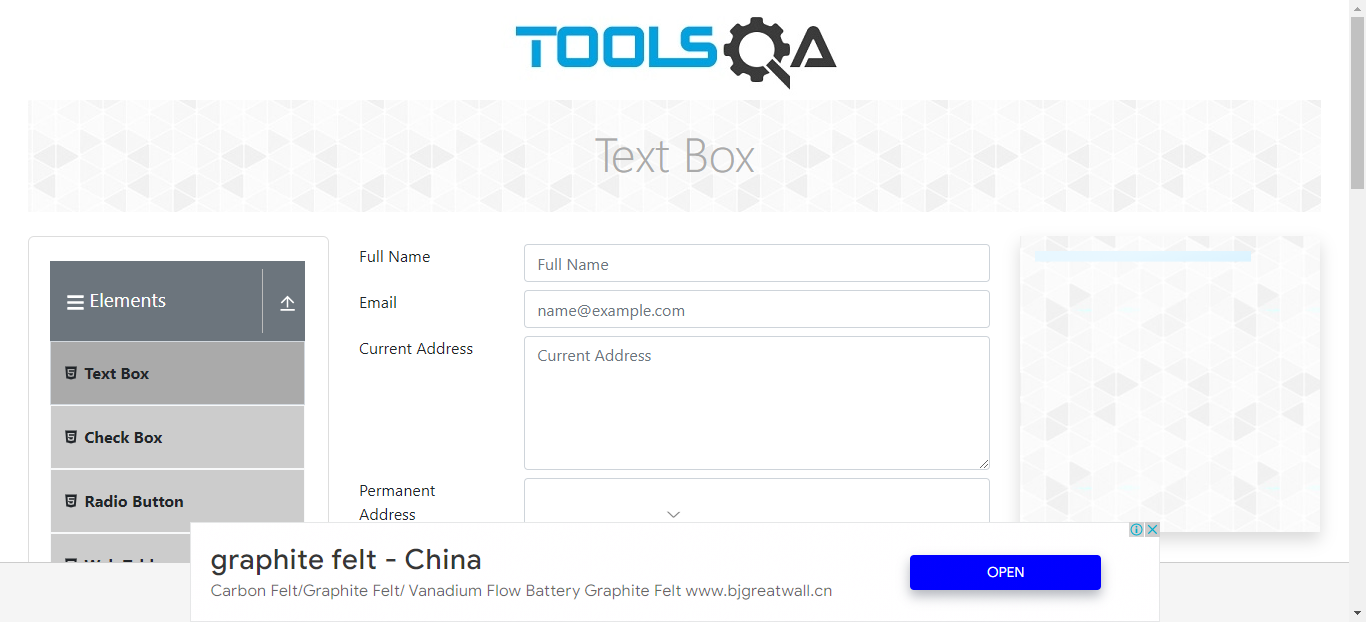 TOOLSQA
Text Box
Elements
Text Box
Check Box
Radio Button
Full Name
Full Name
Email
name@example.com
Current Address
Current Address
Permanent
Address
graphite felt - China
Carbon Felt/Graphite Felt/ Vanadium Flow Battery Graphite Felt www.bjgreatwall.cn
OPEN